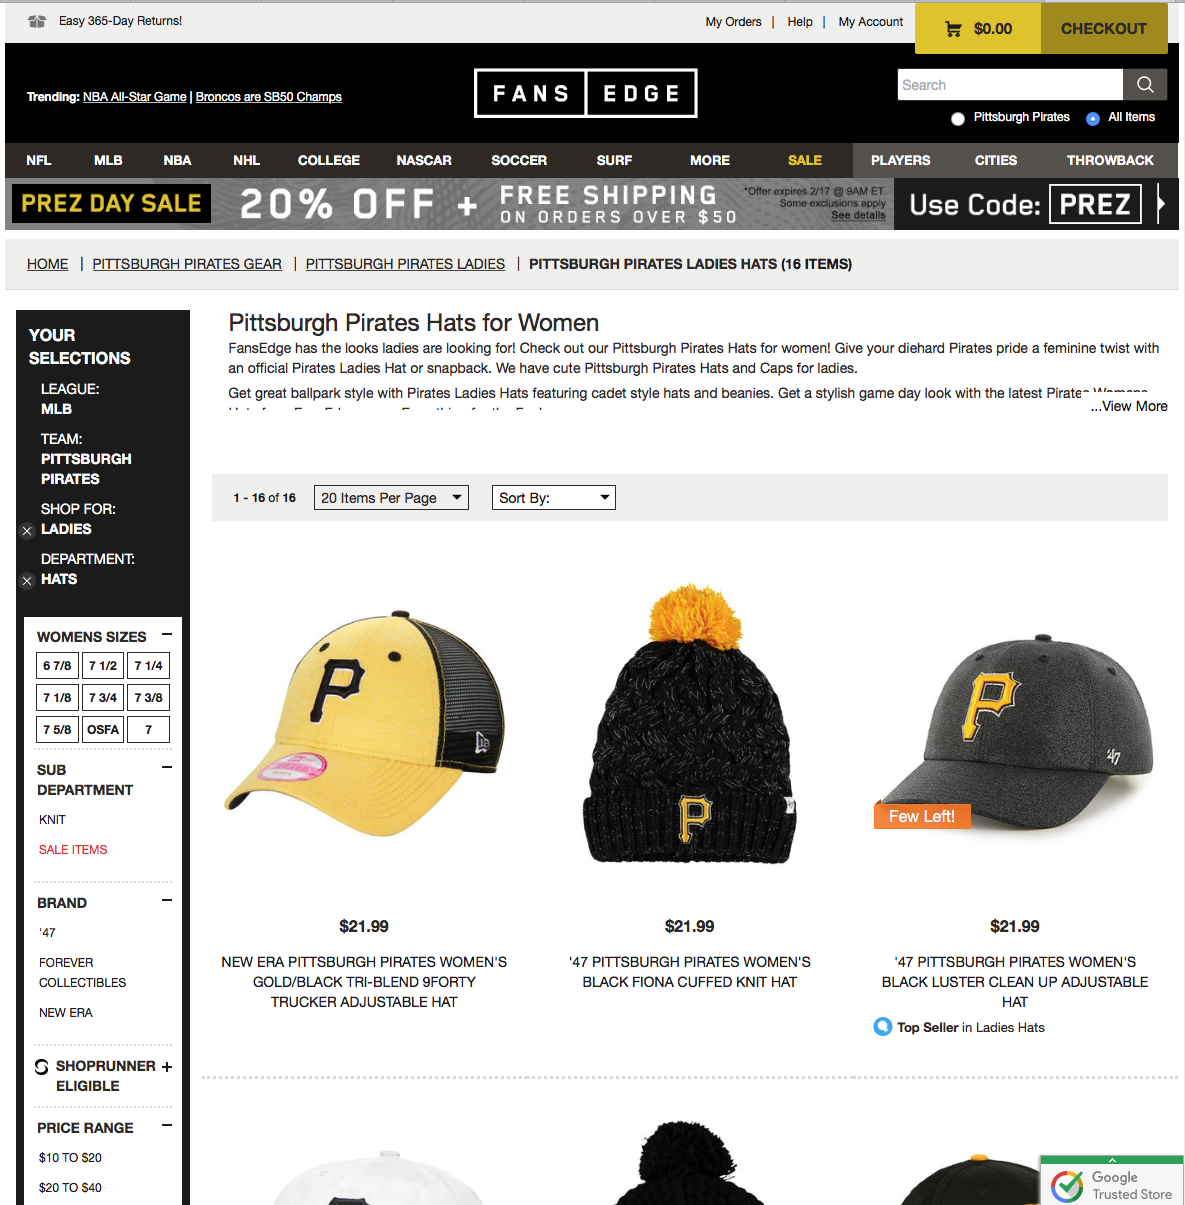 Easy 365-Day Returns!
My Orders | Help | My Account
$0.00
CHECKOUT
Trending: NBA All-Star Game | Broncos are SB50 Champs
FANS EDGE
Search
Pittsburgh Pirates All Items
NFL MLB NBA NHL COLLEGE NASCAR SOCCER SURF MORE SALE PLAYERS CITIES THROWBACK
PREZ DAY SALE
20% OFF +
FREE SHIPPING
ON ORDERS OVER $50
*Offer expires 2/17 @ 9AM ET.
Some exclusions apply
See details
Use Code: PREZ
HOME | PITTSBURGH PIRATES GEAR | PITTSBURGH PIRATES LADIES | PITTSBURGH PIRATES LADIES HATS (16 ITEMS)
YOUR
SELECTIONS
LEAGUE:
MLB
TEAM:
PITTSBURGH
PIRATES
SHOP FOR:
LADIES
DEPARTMENT:
HATS
WOMENS SIZES
6 7/8 7 1/2 7 1/4
7 1/8 7 3/4 7 3/8
7 5/8 OSFA 7
SUB
DEPARTMENT
KNIT
SALE ITEMS
BRAND
'47
FOREVER
COLLECTIBLES
NEW ERA
SHOPRUNNER
ELIGIBLE
PRICE RANGE
$10 TO $20
$20 TO $40
Pittsburgh Pirates Hats for Women
FansEdge has the looks ladies are looking for! Check out our Pittsburgh Pirates Hats for women! Give your diehard Pirates pride a feminine twist with
an official Pirates Ladies Hat or snapback. We have cute Pittsburgh Pirates Hats and Caps for ladies.
Get great ballpark style with Pirates Ladies Hats featuring cadet style hats and beanies. Get a stylish game day look with the latest Pirates Womens
...View More
1 - 16 of 16
20 Items Per Page
Sort By:
P
P
P
'47
Few Left!
$21.99
NEW ERA PITTSBURGH PIRATES WOMEN'S
GOLD/BLACK TRI-BLEND 9FORTY
TRUCKER ADJUSTABLE HAT
$21.99
'47 PITTSBURGH PIRATES WOMEN'S
BLACK FIONA CUFFED KNIT HAT
$21.99
'47 PITTSBURGH PIRATES WOMEN'S
BLACK LUSTER CLEAN UP ADJUSTABLE
HAT
Top Seller in Ladies Hats
Google
Trusted Store